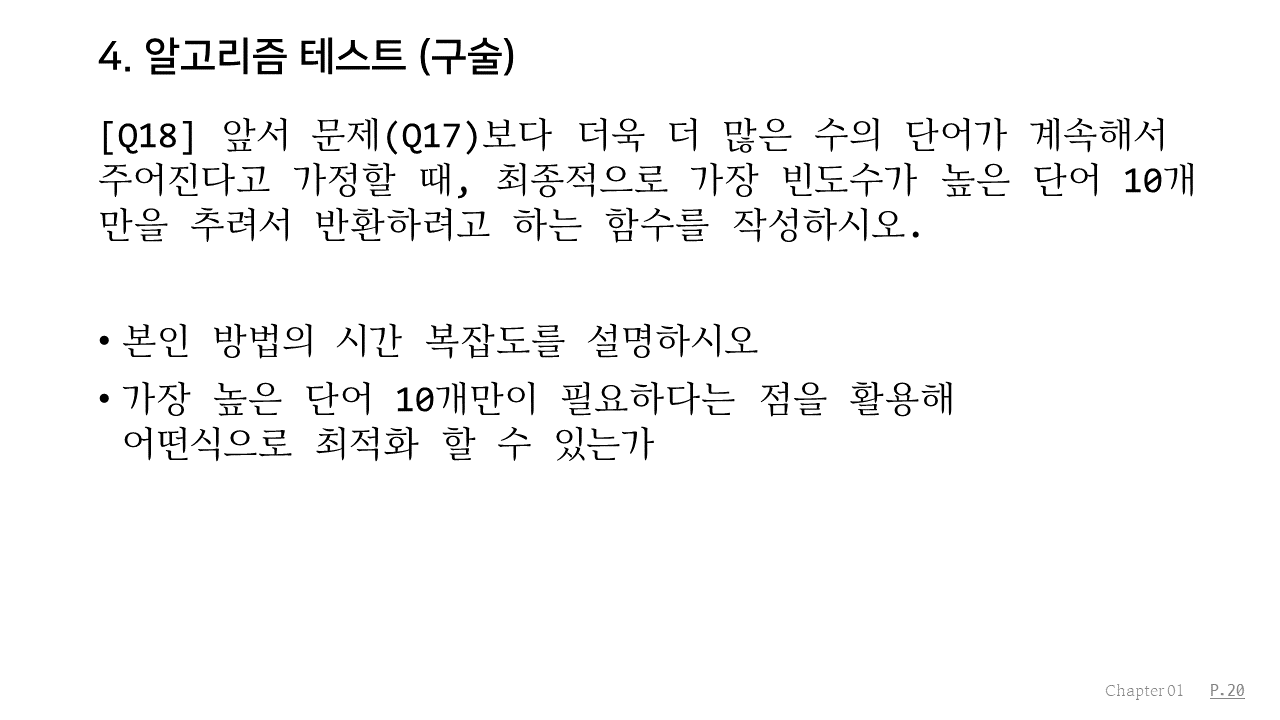 4. 알고리즘 테스트 (구술)
[Q18] 앞서 문제(Q17)보다 더욱 더 많은 수의 단어가 계속해서
주어진다고 가정할 때, 최종적으로 가장 빈도수가 높은 단어 10개
만을 추려서 반환하려고 하는 함수를 작성하시오.
• 본인 방법의 시간 복잡도를 설명하시오
• 가장 높은 단어 10개만이 필요하다는 점을 활용해
어떤식으로 최적화 할 수 있는가
Chapter 01 P.20